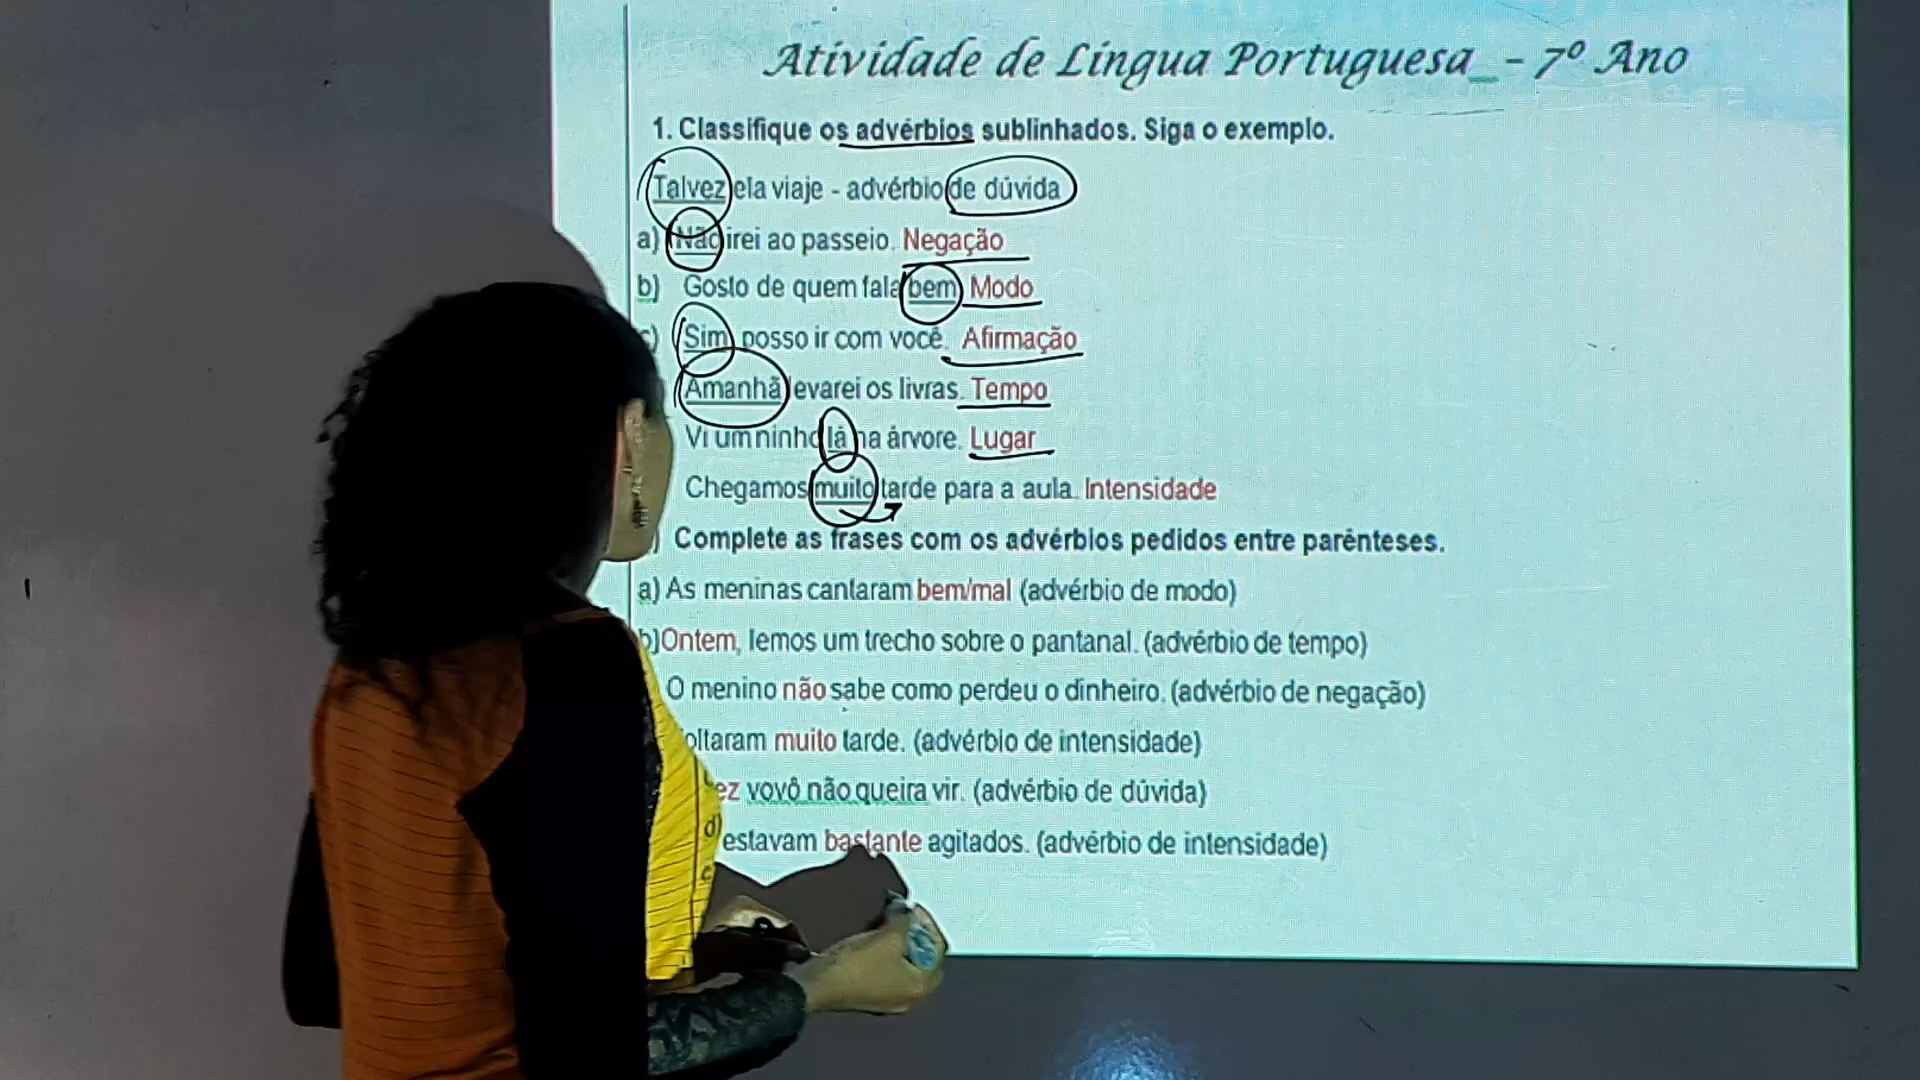 Atividade de Língua Portuguesa_ - 7º Ano
1. Classifique os advérbios sublinhados. Siga o exemplo.
Talvez ela viaje - advérbio de dúvida
a) Não irei ao passeio. Negação
b) Gosto de quem fala bem. Modo
c) Sim, posso ir com você. Afirmação
Amanhã levarei os livras. Tempo
Vi um ninho lá na árvore. Lugar
Chegamos muito tarde para a aula. Intensidade
) Complete as frases com os advérbios pedidos entre parênteses.
a) As meninas cantaram bem/mal (advérbio de modo)
b)Ontem, lemos um trecho sobre o pantanal. (advérbio de tempo)
O menino não sabe como perdeu o dinheiro. (advérbio de negação)
oltaram muito tarde. (advérbio de intensidade)
ez vovô não queira vir. (advérbio de dúvida)
d) estavam bastante agitados. (advérbio de intensidade)